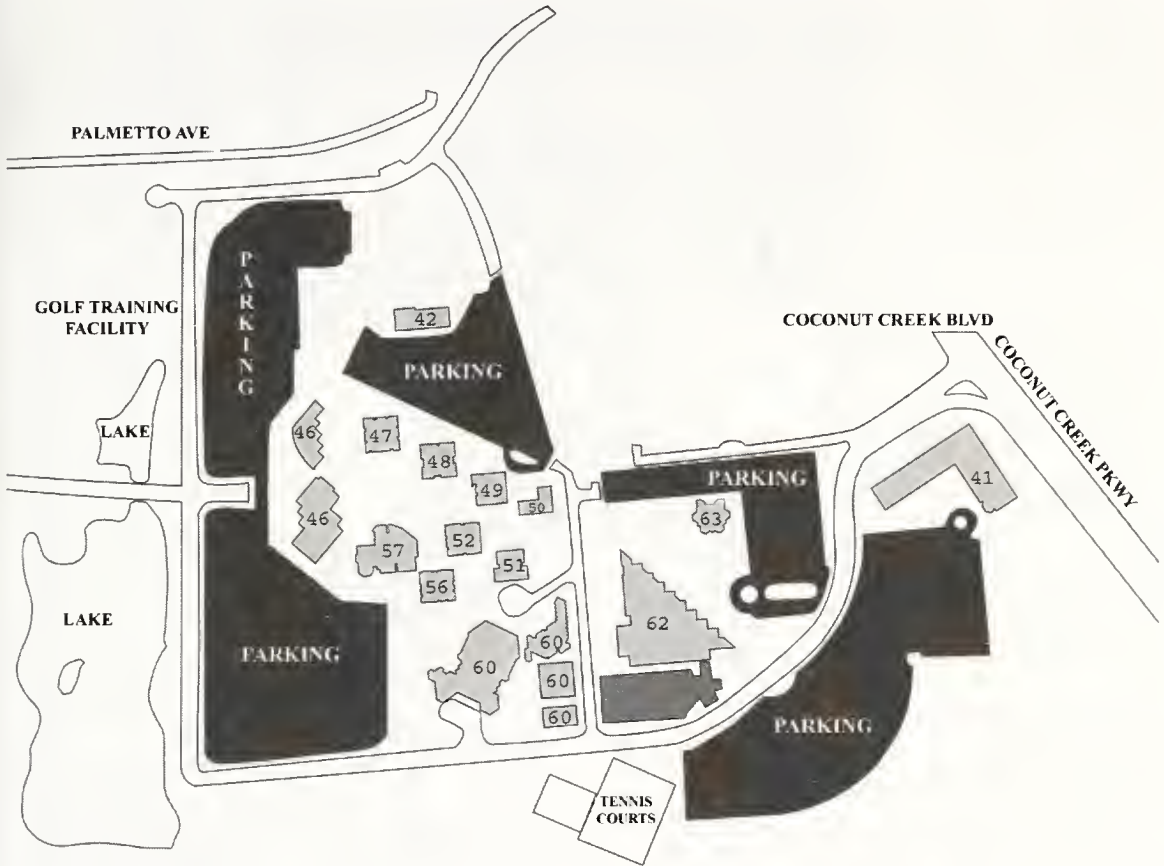 PALMETTO AVE
PARKING
GOLF TRAINING
FACILITY
42
COCONUT CREEK BLVD
COCONUT CREEK PKWY
PARKING
LAKE
46
47
48
49
50
PARKING
41
63
46
57
52
51
56
LAKE
PARKING
60
60
60
60
62
PARKING
TENNIS
COURTS